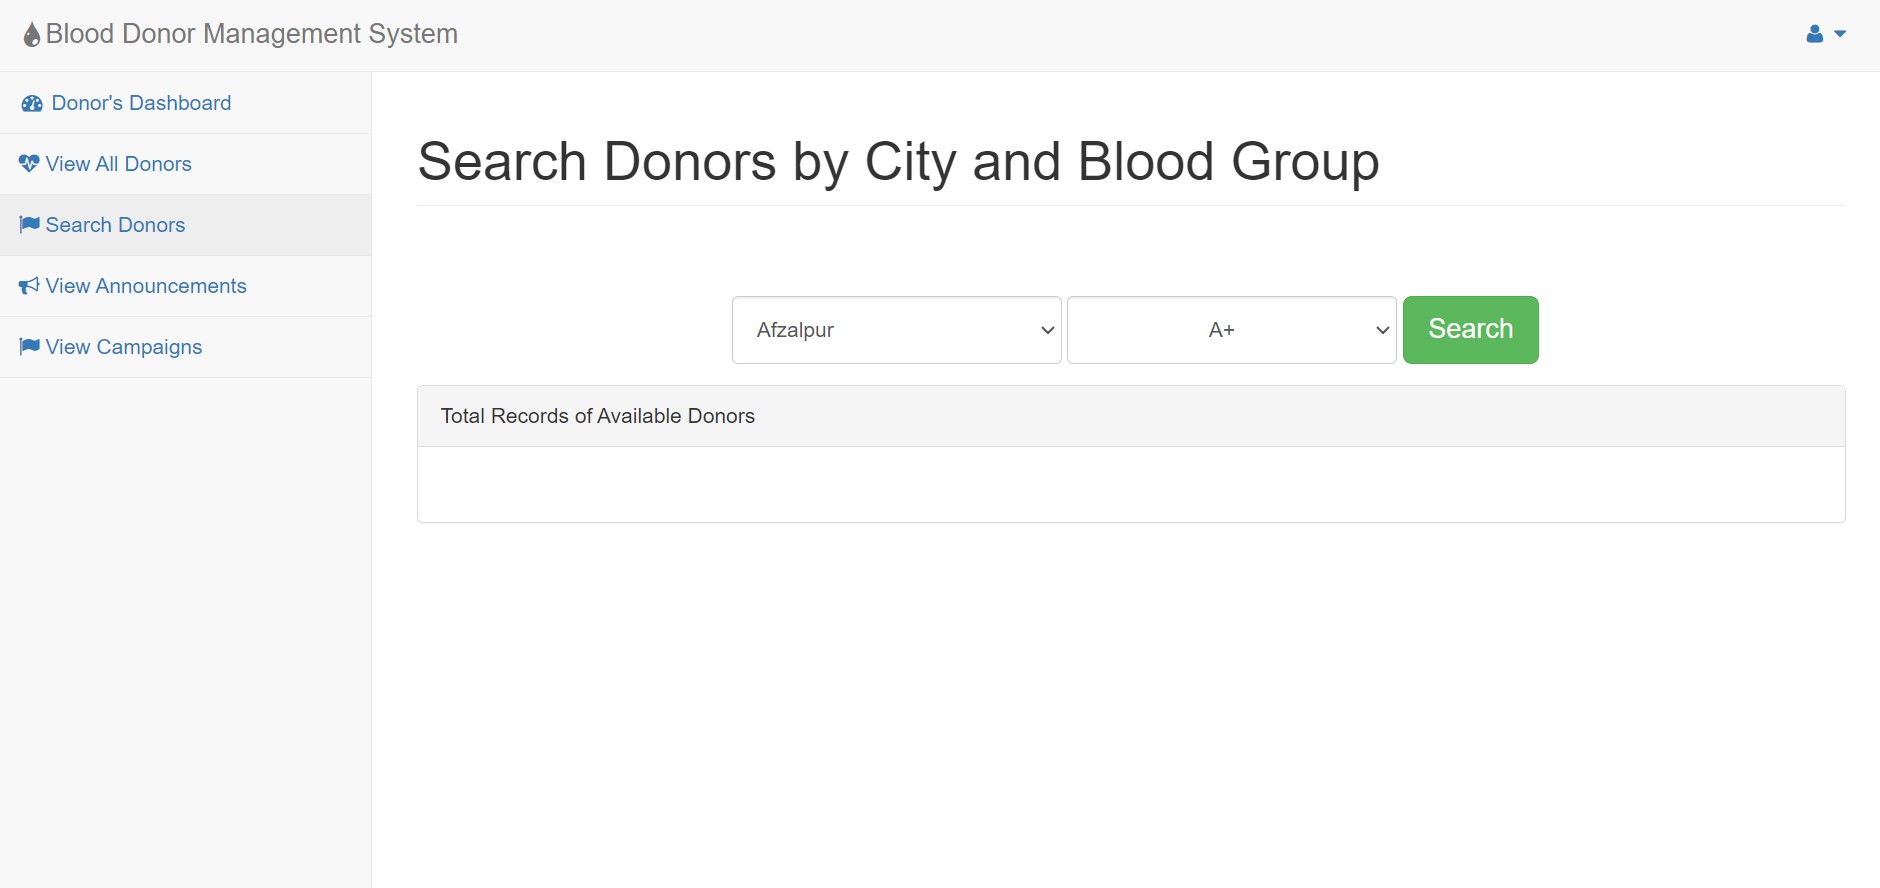 Blood Donor Management System
Donor's Dashboard
View All Donors
Search Donors
View Announcements
View Campaigns
Search Donors by City and Blood Group
Afzalpur
A+
Search
Total Records of Available Donors